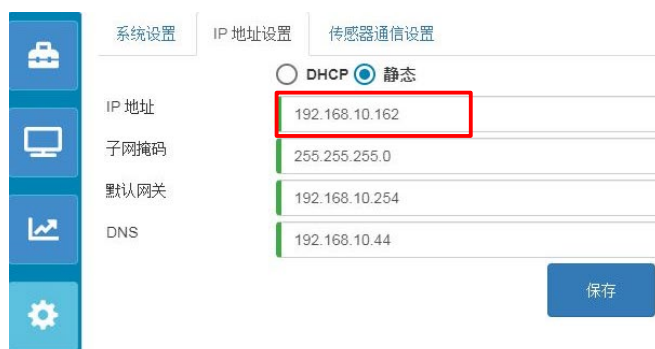 系统设置 IP 地址设置 传感器通信设置
DHCP 静态
IP 地址 192.168.10.162
子网掩码 255.255.255.0
默认网关 192.168.10.254
DNS 192.168.10.44
保存